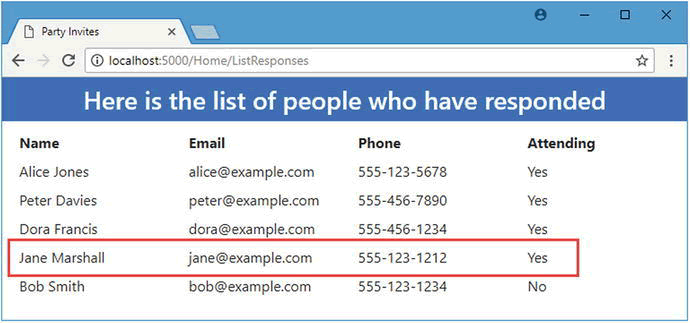 Party Invites
localhost:5000/Home/ListResponses
Here is the list of people who have responded
Name Email Phone Attending
Alice Jones alice@example.com 555-123-5678 Yes
Peter Davies peter@example.com 555-456-7890 Yes
Dora Francis dora@example.com 555-456-1234 Yes
Jane Marshall jane@example.com 555-123-1212 Yes
Bob Smith bob@example.com 555-123-1234 No